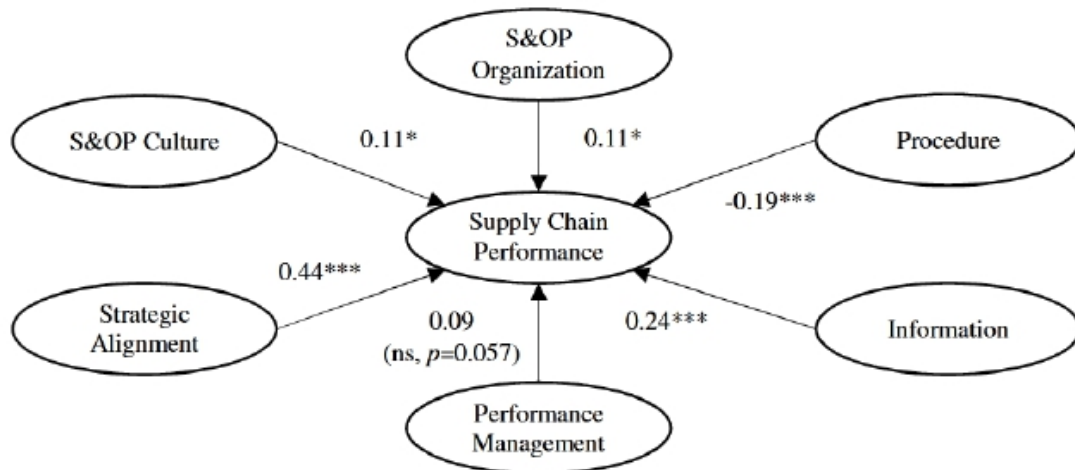 S&OP
Organization
S&OP Culture
0.11*
0.11*
Procedure
-0.19***
Supply Chain
Performance
0.44***
Strategic
Alignment
0.09
(ns, p=0.057)
0.24***
Information
Performance
Management